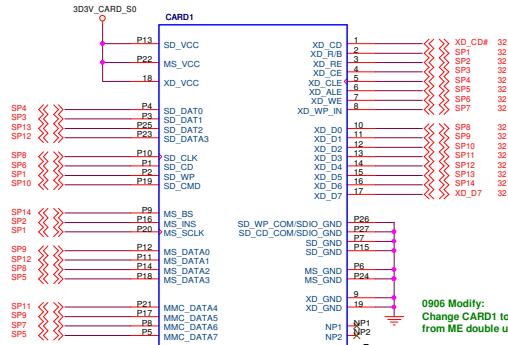 3D3V_CARD_S0
CARD1
P13 SD_VCC
P22 MS_VCC
18 XD_VCC
SP4 P4 SD_DAT0
SP3 P3 SD_DAT1
SP13 P25 SD_DAT2
SP12 P23 SD_DATA3
SP8 P10 SD_CLK
SP6 P1 SD_CD
SP1 P2 SD_WP
SP10 P19 SD_CMD
SP14 P9 MS_BS
SP2 P16 MS_INS
SP1 P20 MS_SCLK
SP9 P12 MS_DATA0
SP12 P11 MS_DATA1
SP8 P14 MS_DATA2
SP5 P18 MS_DATA3
SP11 P21 MMC_DATA4
SP9 P17 MMC_DATA5
SP7 P8 MMC_DATA6
SP5 P5 MMC_DATA7
XD_CD 1 XD_CD# 32
XD_R/B 2 SP1 32
XD_RE 3 SP2 32
XD_CE 4 SP3 32
XD_CLE 5 SP4 32
XD_ALE 6 SP5 32
XD_WE 7 SP6 32
XD_WP_IN 8 SP7 32
XD_D0 10 SP8 32
XD_D1 11 SP9 32
XD_D2 12 SP10 32
XD_D3 13 SP11 32
XD_D4 14 SP12 32
XD_D5 15 SP13 32
XD_D6 16 SP14 32
XD_D7 17 XD_D7 32
SD_WP_COM/SDIO_GND P26
SD_CD_COM/SDIO_GND P27
SD_GND P7
SD_GND P15
MS_GND P6
MS_GND P24
XD_GND 9
XD_GND 19
NP1 NP1
NP2 NP2
0906 Modify:
Change CARD1 to
from ME double u